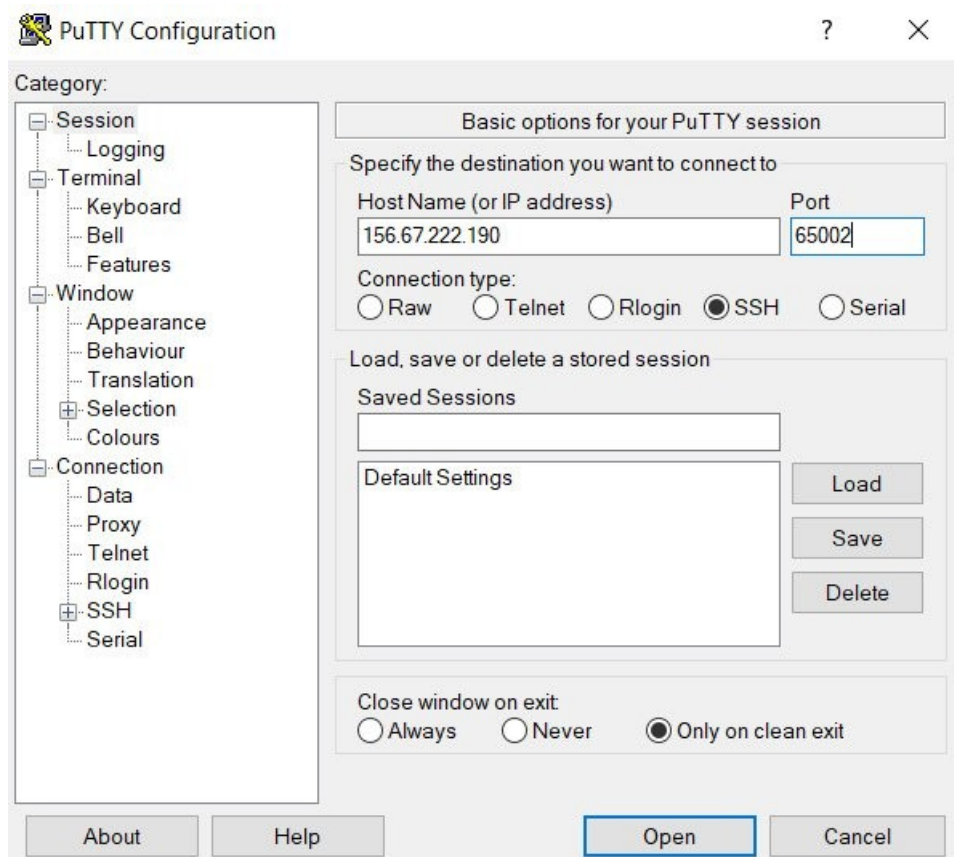 PuTTY Configuration
?
Category:
Session
Logging
Terminal
Keyboard
Bell
Features
Window
Appearance
Behaviour
Translation
Selection
Colours
Connection
Data
Proxy
Telnet
Rlogin
SSH
Serial
Basic options for your PuTTY session
Specify the destination you want to connect to
Host Name (or IP address) Port
156.67.222.190 65002
Connection type:
Raw Telnet Rlogin SSH Serial
Load, save or delete a stored session
Saved Sessions
Default Settings
Load
Save
Delete
Close window on exit:
Always Never Only on clean exit
About Help Open Cancel